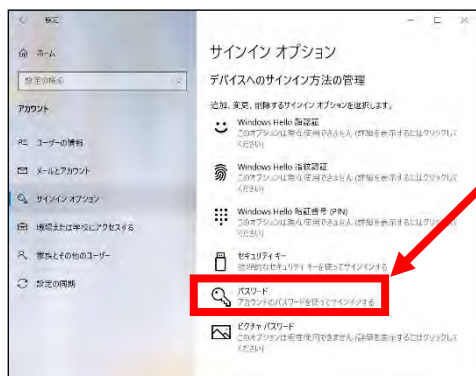 設定
ホーム
設定の検索
アカウント
ユーザーの情報
メールとアカウント
サインイン オプション
職場または学校にアクセスする
家族とその他のユーザー
設定の同期
サインイン オプション
デバイスへのサインイン方法の管理
追加、変更、削除するサインイン オプションを選択します。
Windows Hello 顔認証
このオプションは現在使用できません (詳細を表示するにはクリックして
ください)
Windows Hello 指紋認証
このオプションは現在使用できません (詳細を表示するにはクリックして
ください)
Windows Hello 暗証番号 (PIN)
このオプションは現在使用できません (詳細を表示するにはクリックして
ください)
セキュリティ キー
物理的なセキュリティ キーを使ってサインインする
パスワード
アカウントのパスワードを使ってサインインする
ピクチャ パスワード
このオプションは現在使用できません (詳細を表示するにはクリックして
ください)